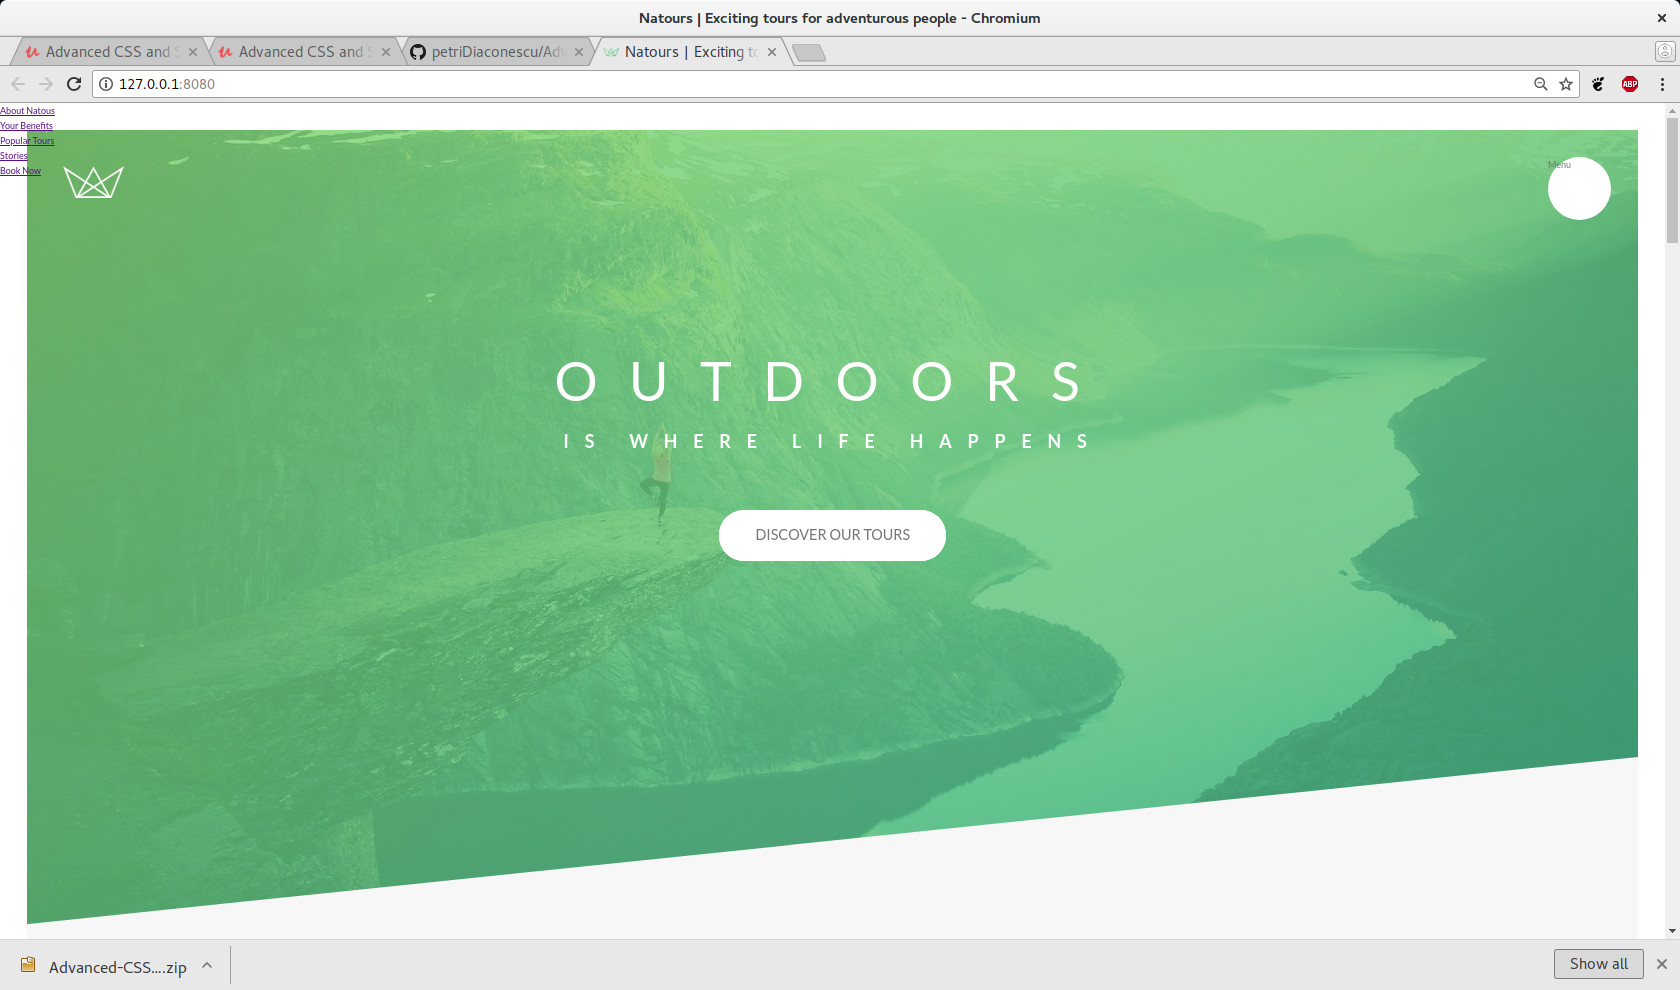 Natours | Exciting tours for adventurous people - Chromium
Advanced CSS and S
Advanced CSS and S
petriDiaconescu/Adv
Natours | Exciting to
127.0.0.1:8080
ABP
About Natous
Your Benefits
Popular Tours
Stories
Book Now
Menu
OUTDOORS
IS WHERE LIFE HAPPENS
DISCOVER OUR TOURS
Advanced-CSS....zip
Show all